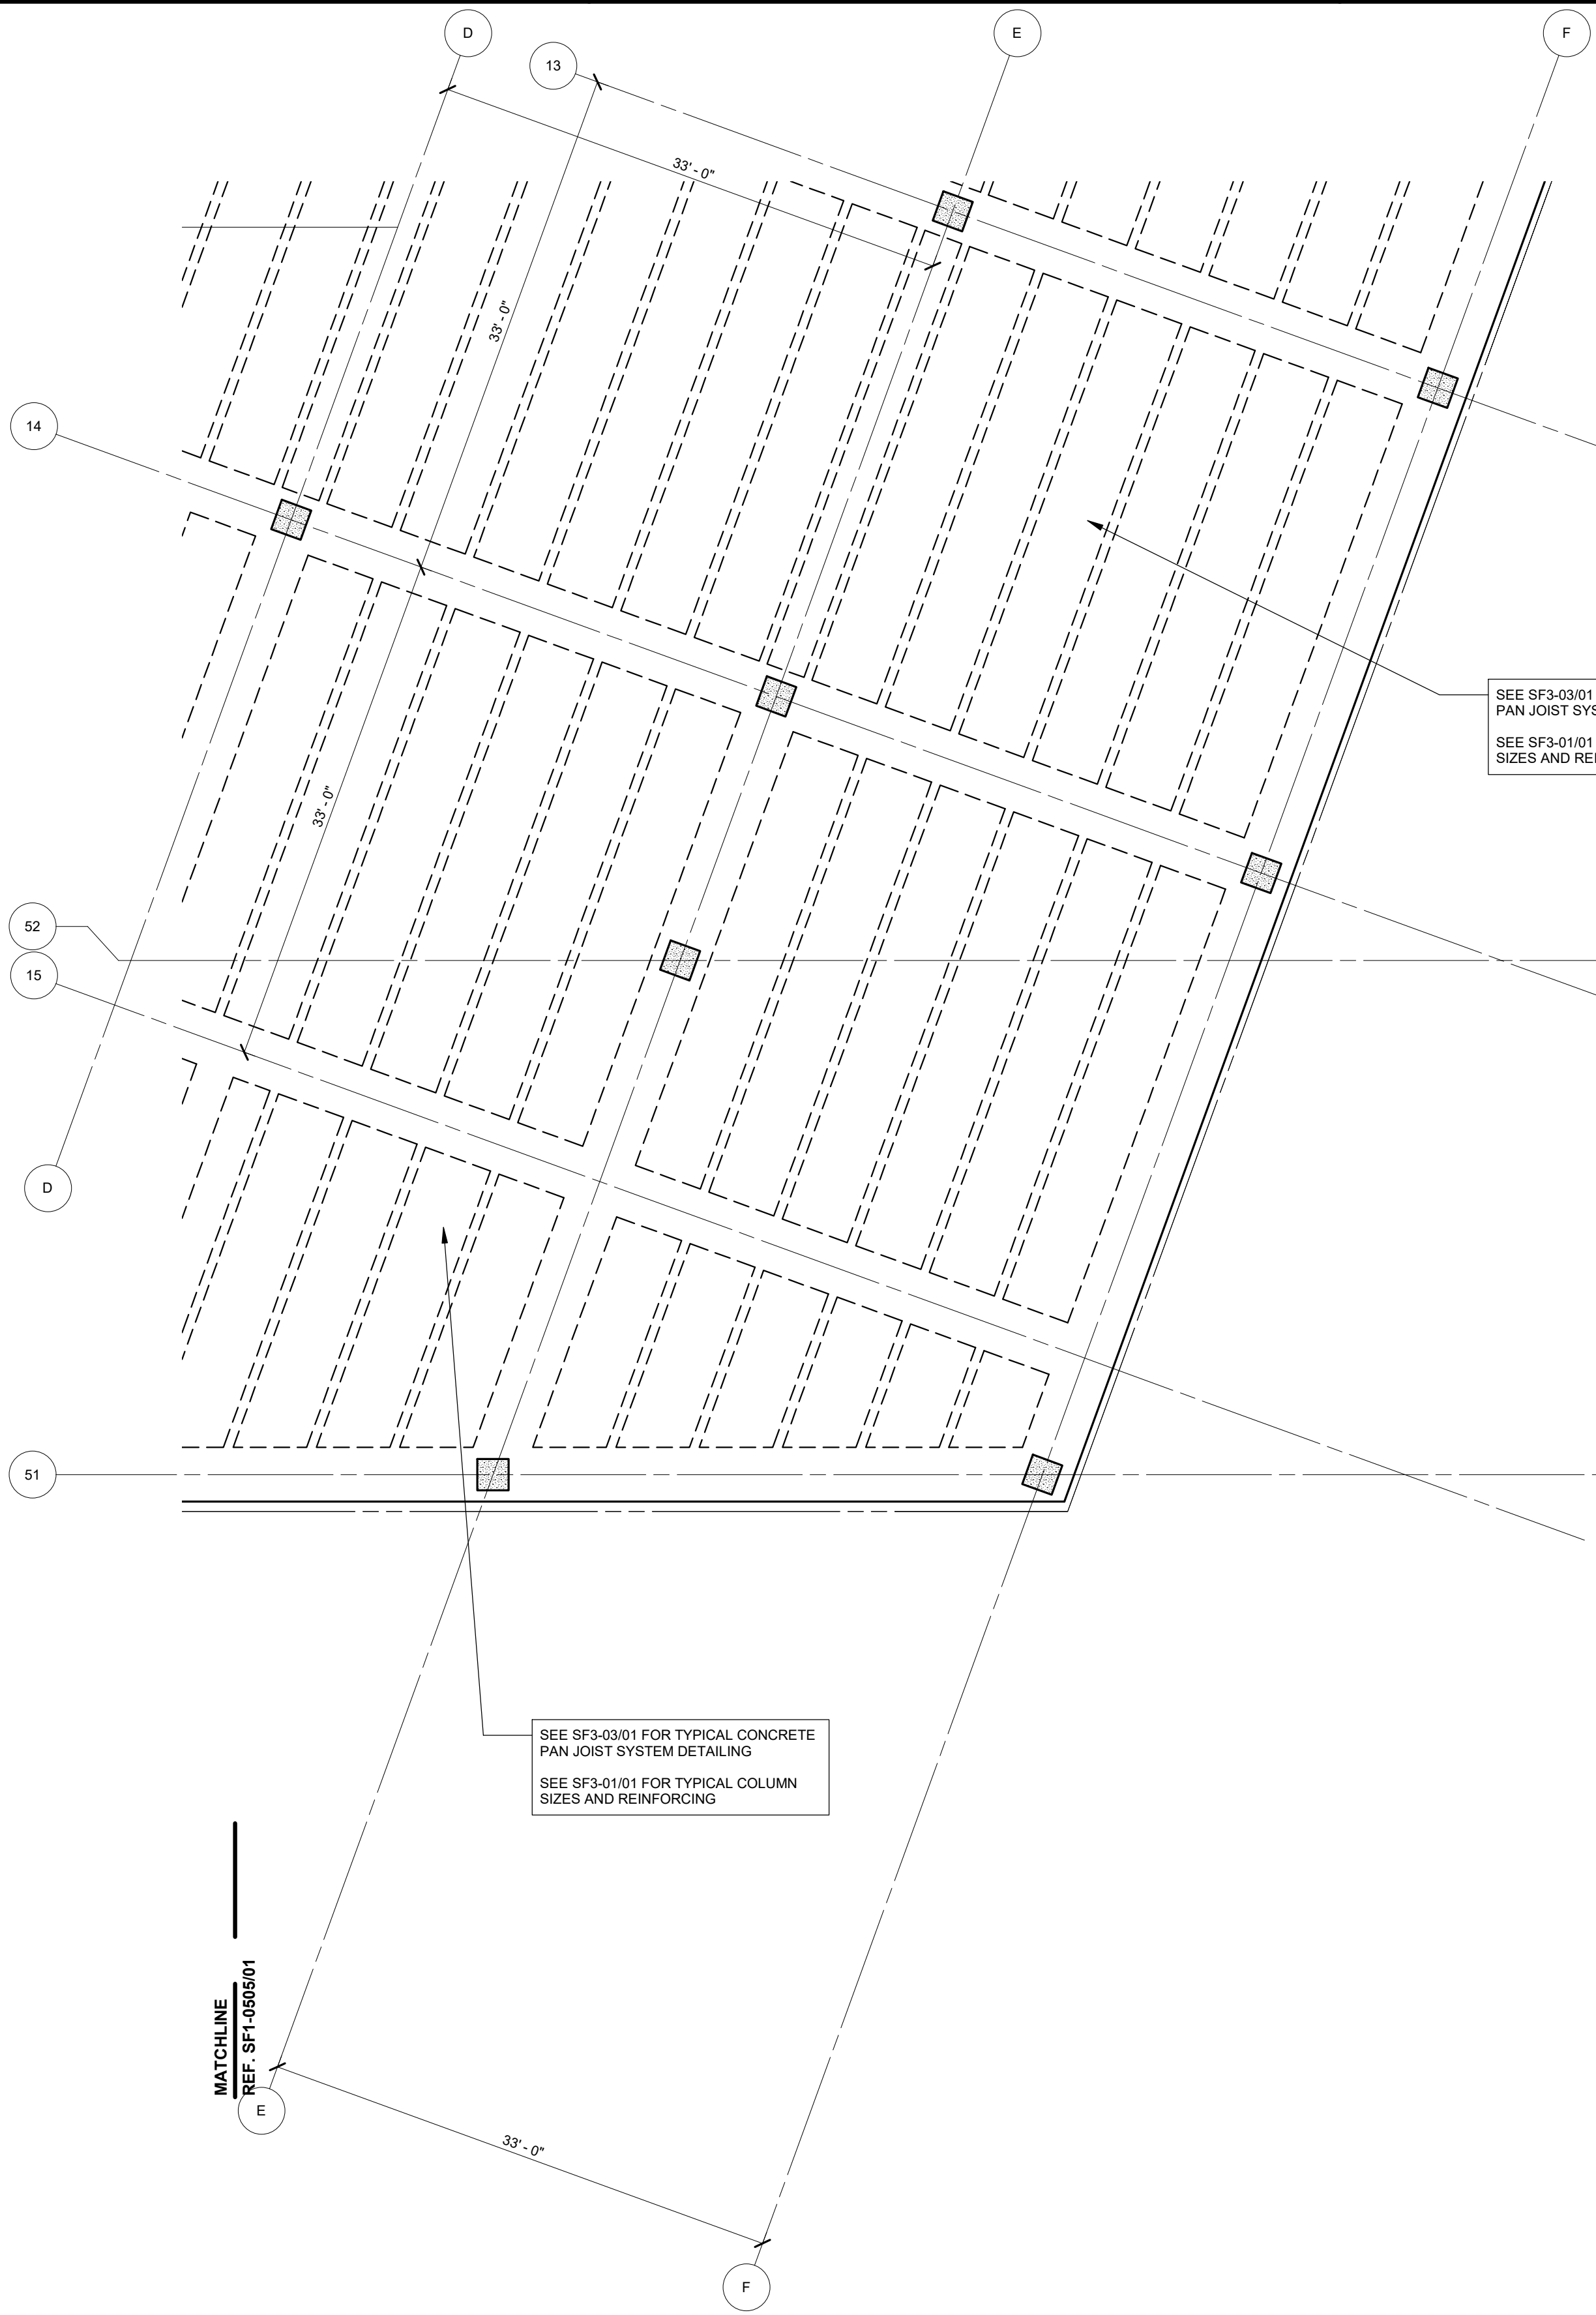 D
E
F
13
33' - 0"
33' - 0"
14
SEE SF3-03/01
PAN JOIST
SEE SF3-01/01
SIZES AND
33' - 0"
52
15
D
51
SEE SF3-03/01 FOR TYPICAL CONCRETE
PAN JOIST SYSTEM DETAILING
SEE SF3-01/01 FOR TYPICAL COLUMN
SIZES AND REINFORCING
MATCHLINE
REF. SF1-0505/01
E
33' - 0"
F